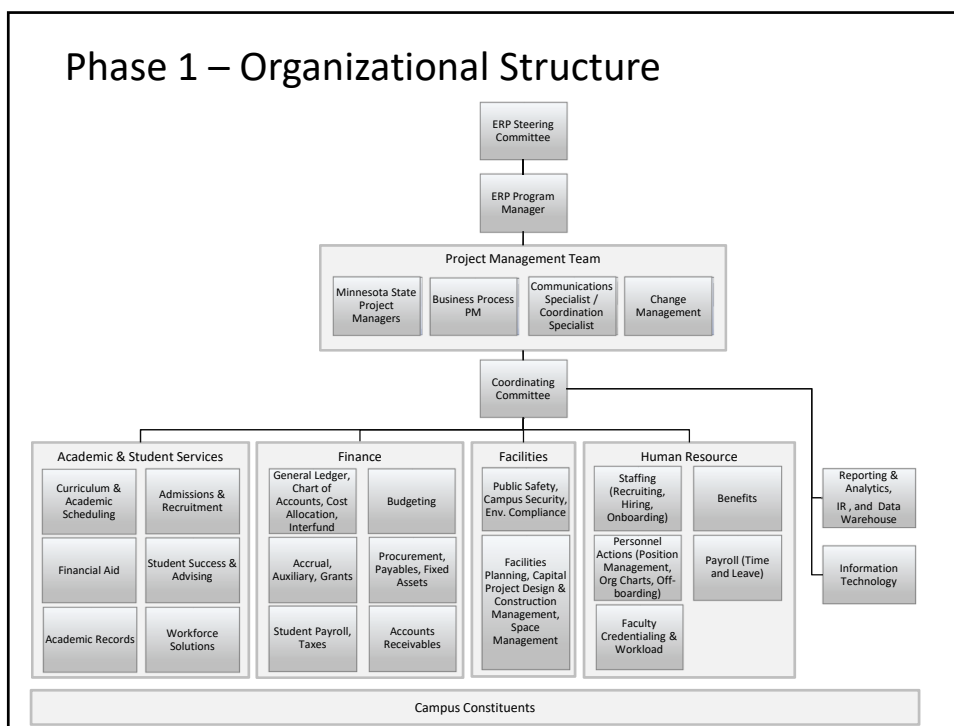 Phase 1 – Organizational Structure
ERP Steering
Committee
ERP Program
Manager
Project Management Team
Minnesota State
Project
Managers
Business Process
PM
Communications
Specialist /
Coordination
Specialist
Change
Management
Coordinating
Committee
Academic & Student Services
Curriculum &
Academic
Scheduling
Admissions &
Recruitment
Financial Aid
Student Success &
Advising
Academic Records
Workforce
Solutions
Finance
General Ledger,
Chart of
Accounts, Cost
Allocation,
Interfund
Budgeting
Accrual,
Auxiliary, Grants
Procurement,
Payables, Fixed
Assets
Student Payroll,
Taxes
Accounts
Receivables
Facilities
Public Safety,
Campus Security,
Env. Compliance
Facilities
Planning, Capital
Project Design &
Construction
Management,
Space
Management
Human Resource
Staffing
(Recruiting,
Hiring,
Onboarding)
Benefits
Personnel
Actions (Position
Management,
Org Charts, Off-
boarding)
Payroll (Time
and Leave)
Faculty
Credentialing &
Workload
Reporting &
Analytics,
IR , and Data
Warehouse
Information
Technology
Campus Constituents